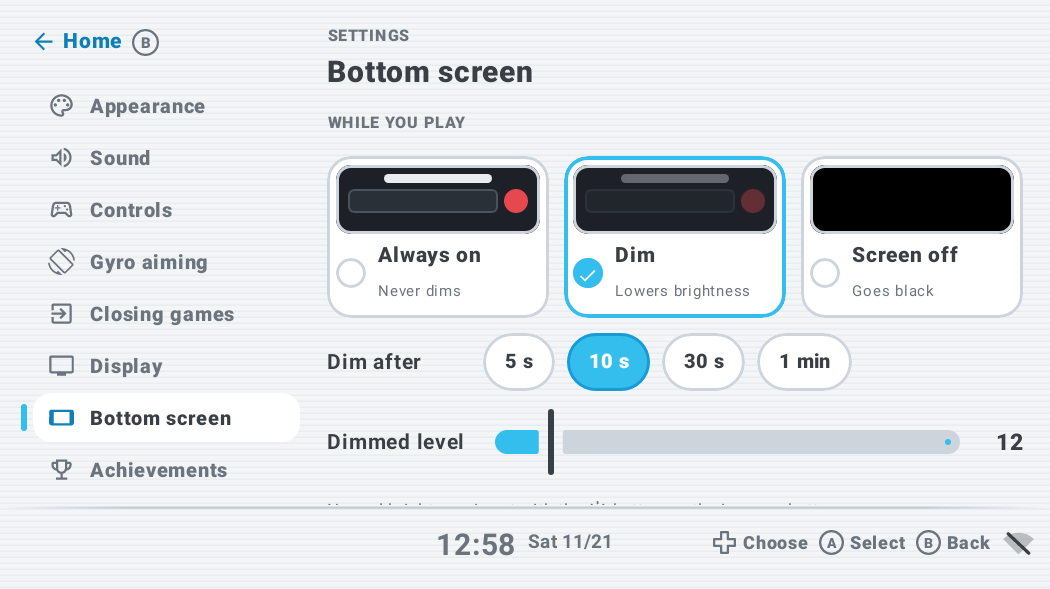 Home B
Appearance
Sound
Controls
Gyro aiming
Closing games
Display
Bottom screen
Achievements
SETTINGS
Bottom screen
WHILE YOU PLAY
Always on
Never dims
Dim
Lowers brightness
Screen off
Goes black
Dim after 5 s 10 s 30 s 1 min
Dimmed level 12
12:58 Sat 11/21
Choose A Select B Back